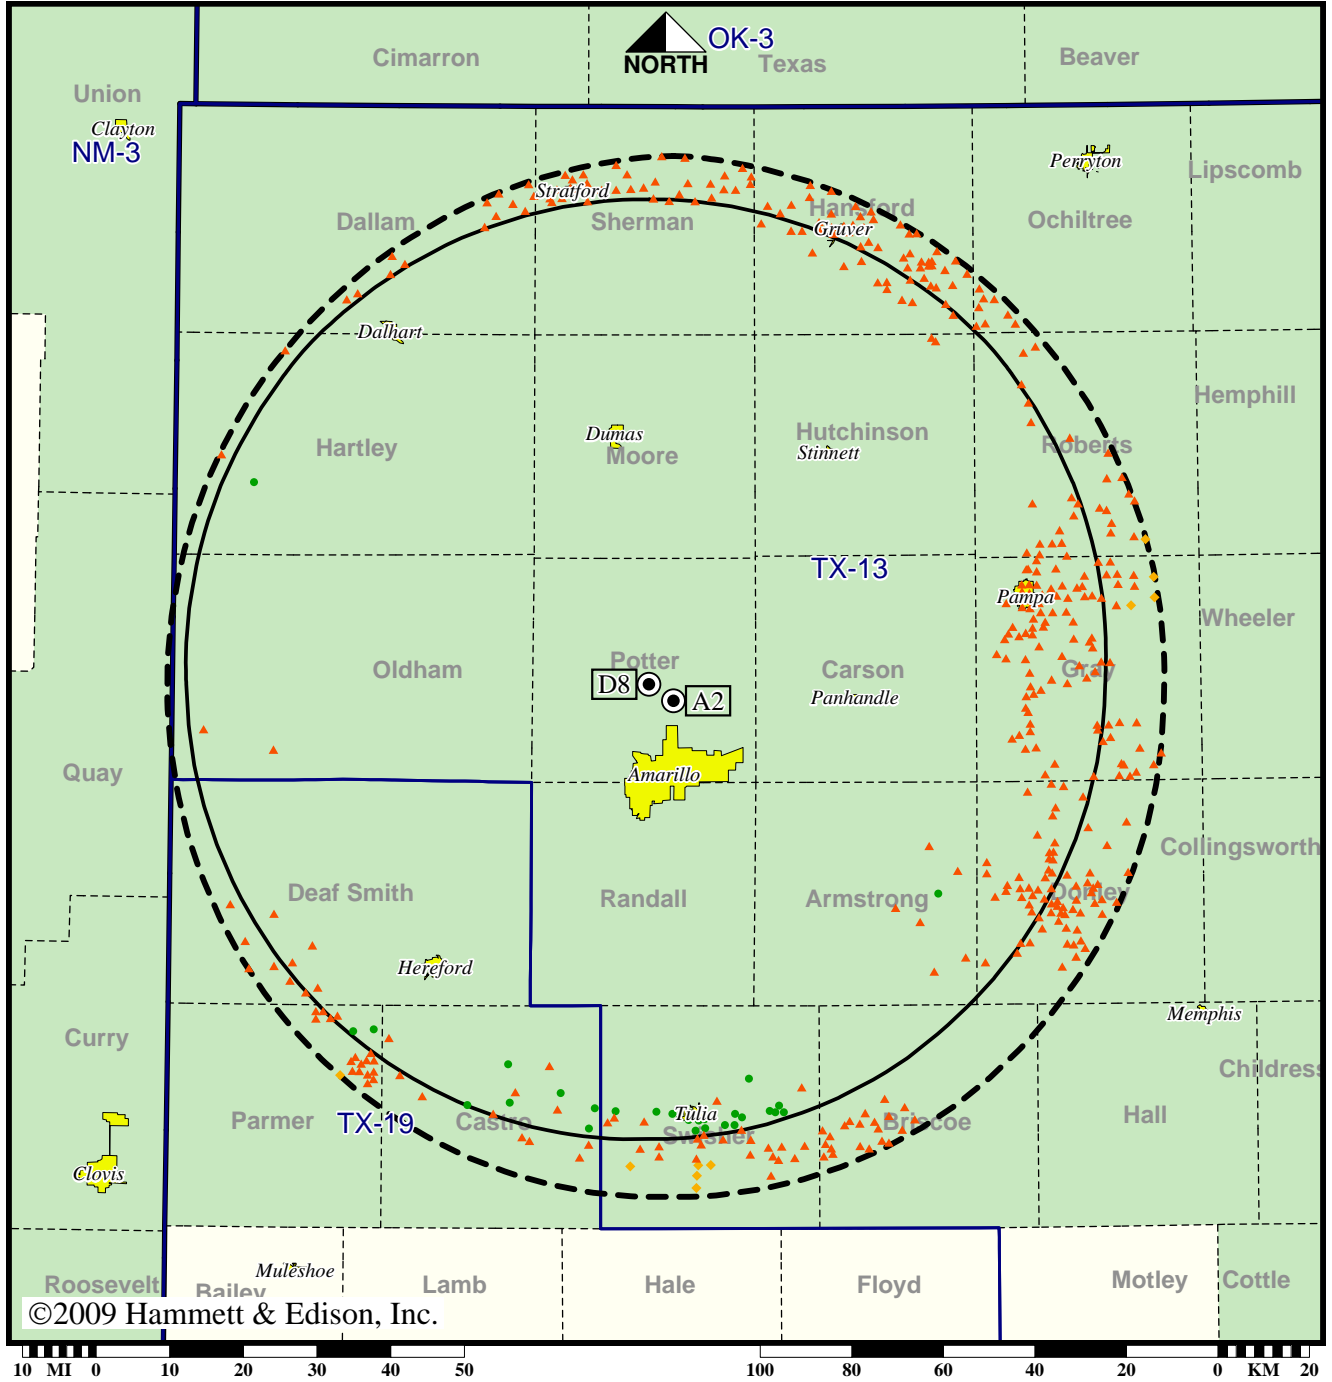 OK-3
NORTH
Cimarron
Texas
Beaver
Union
Clayton
NM-3
Perryton
Lipscomb
Stratford
Dallam
Sherman
Hansford
Gruver
Ochiltree
Dalhart
Hemphill
Dumas
Hutchinson
Hartley
Moore
Stinnett
Roberts
TX-13
Pampa
Wheeler
Oldham
Potter
Carson
Gray
D8
A2
Panhandle
Quay
Amarillo
Collingsworth
Deaf Smith
Randall
Armstrong
Donley
Hereford
Memphis
Curry
Childress
Parmer
TX-19
Castro
Tulia
Swisher
Briscoe
Hall
Clovis
Muleshoe
Roosevelt
Bailey
Lamb
Hale
Floyd
Motley
Cottle
©2009 Hammett & Edison, Inc.
10 MI 0 10 20 30 40 50 100 80 60 40 20 0 KM 20